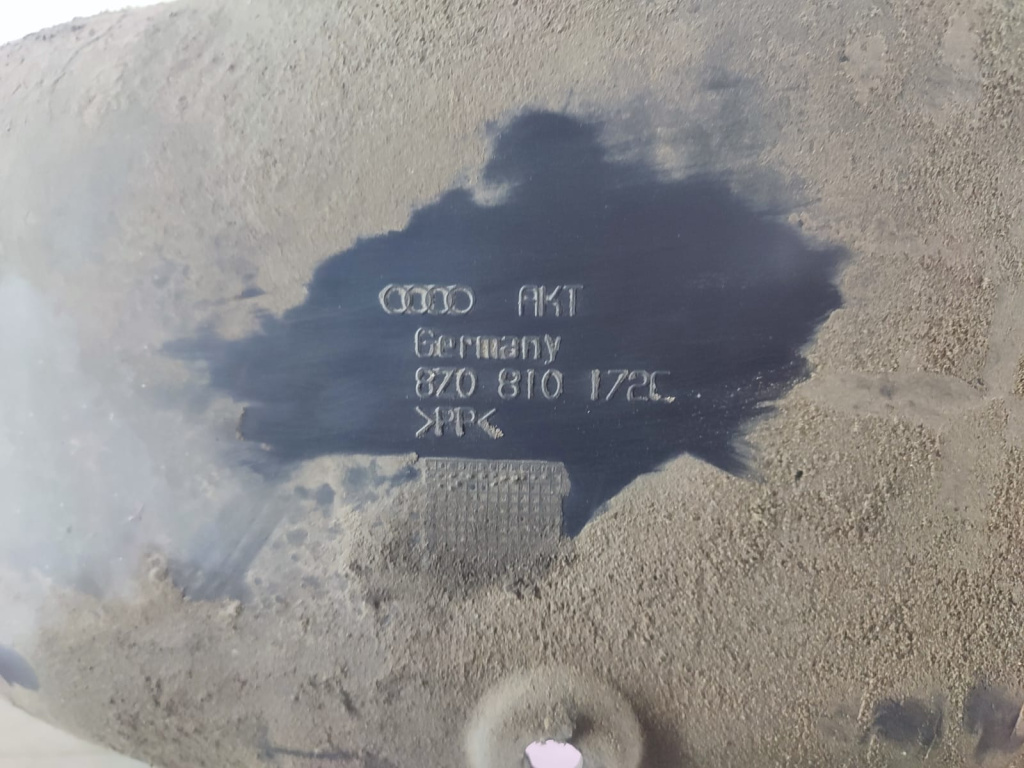 AKT
Germany
8Z0 810 172C
>PP<